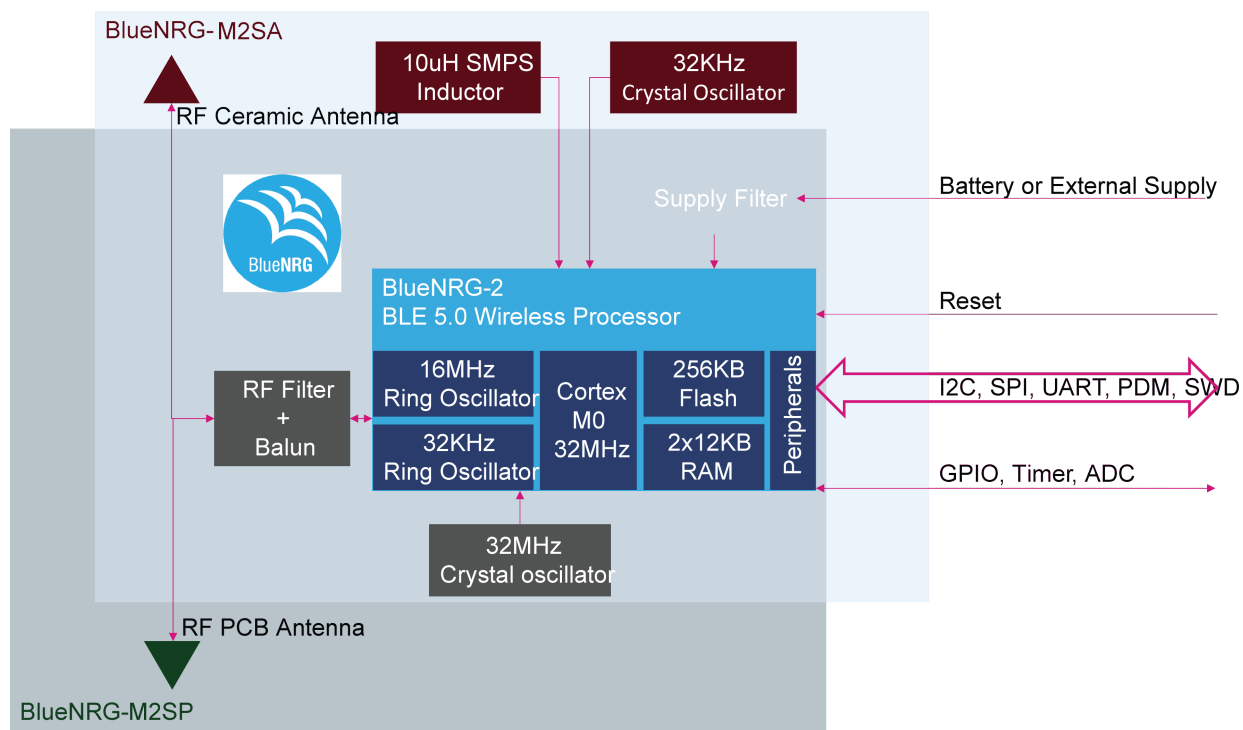 BlueNRG-M2SA
10uH SMPS
Inductor
32KHz
Crystal Oscillator
RF Ceramic Antenna
Supply Filter
Battery or External Supply
BlueNRG
BlueNRG-2
BLE 5.0 Wireless Processor
Reset
16MHz
Ring Oscillator
32KHz
Ring Oscillator
Cortex
M0
32MHz
256KB
Flash
2x12KB
RAM
Peripherals
I2C, SPI, UART, PDM, SWD
GPIO, Timer, ADC
RF Filter
+
Balun
32MHz
Crystal oscillator
RF PCB Antenna
BlueNRG-M2SP